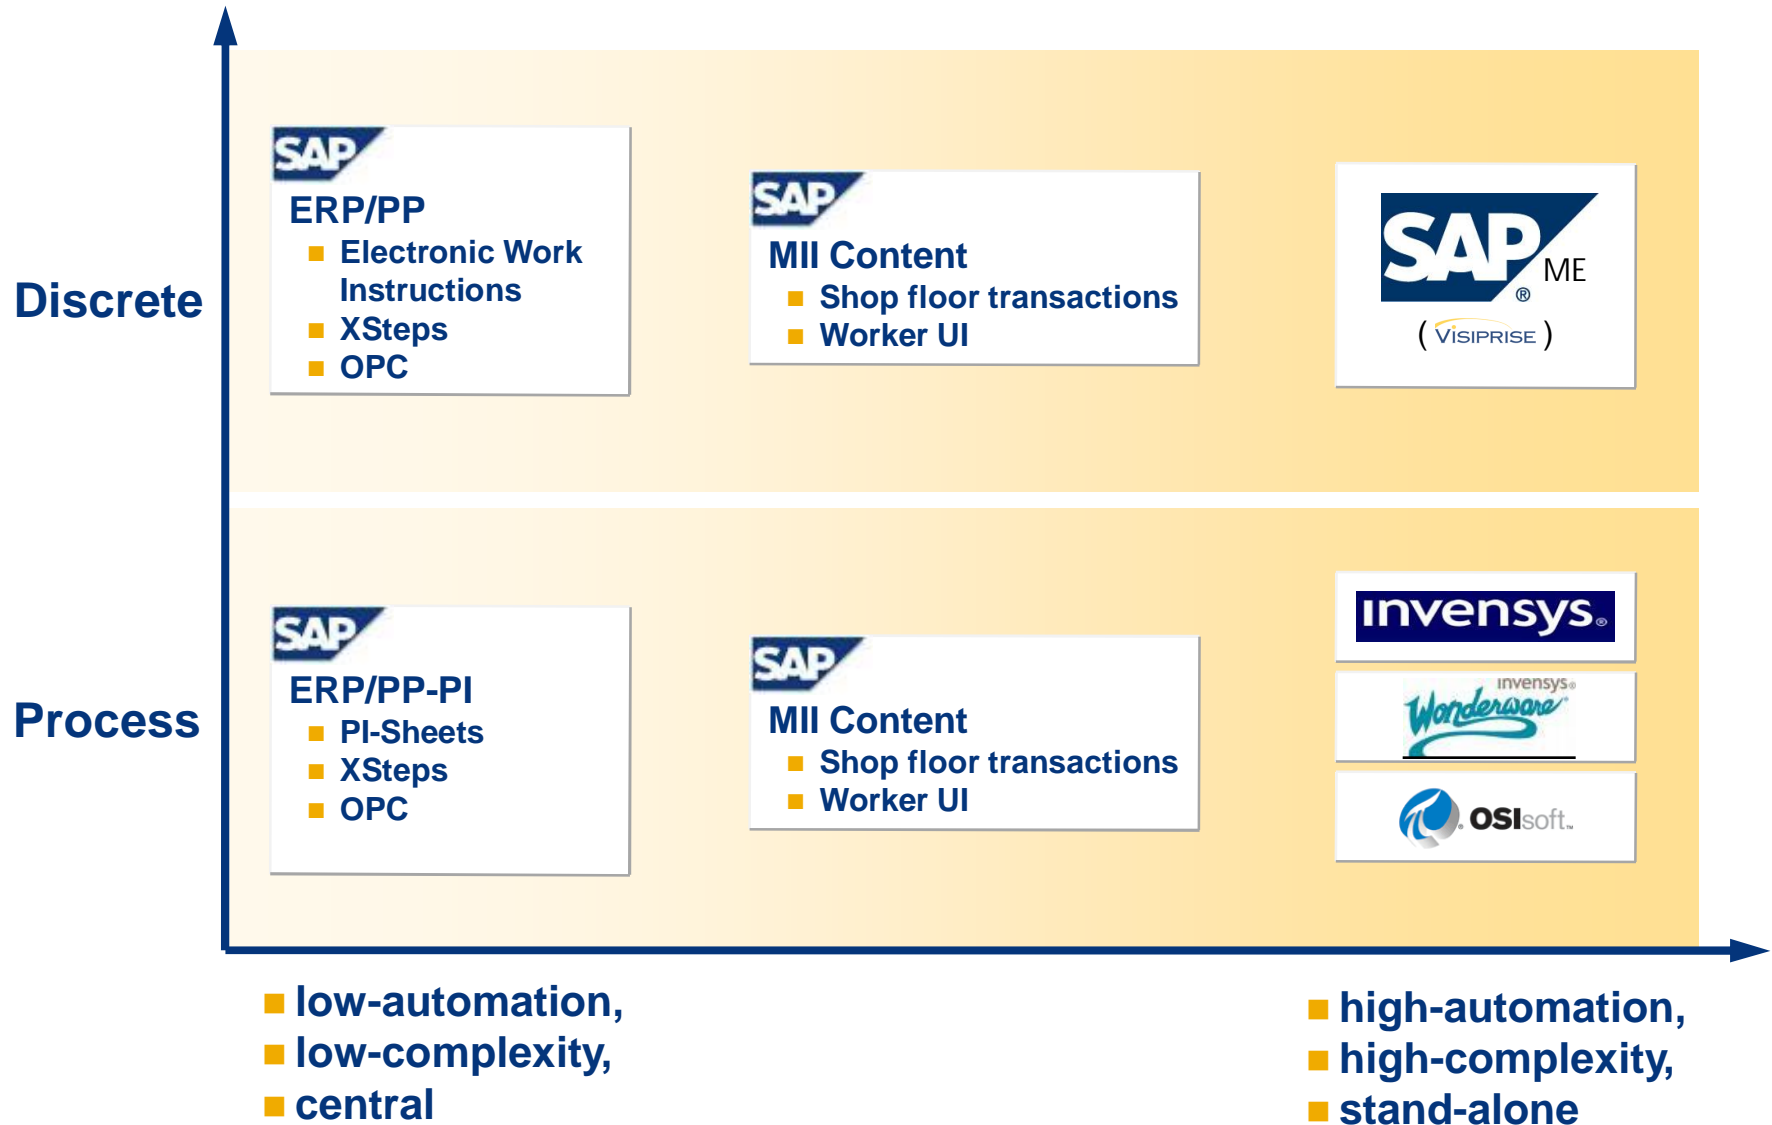 Discrete
SAP
ERP/PP
Electronic Work
Instructions
XSteps
OPC
SAP
MII Content
Shop floor transactions
Worker UI
SAP® ME
(VISIPRISE)
Process
SAP
ERP/PP-PI
PI-Sheets
XSteps
OPC
SAP
MII Content
Shop floor transactions
Worker UI
invensys®
invensys®
Wonderware®
OSIsoft™
low-automation,
low-complexity,
central
high-automation,
high-complexity,
stand-alone